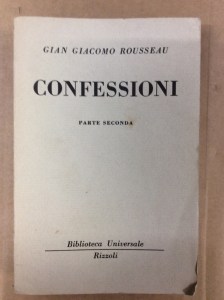 GIAN GIACOMO ROUSSEAU
CONFESSIONI
PARTE SECONDA
Biblioteca Universale
Rizzoli